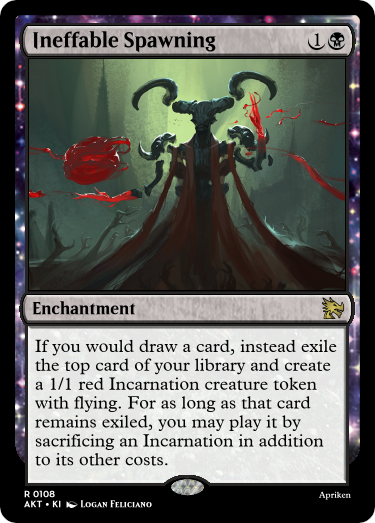 Ineffable Spawning 1
Enchantment
If you would draw a card, instead exile
the top card of your library and create
a 1/1 red Incarnation creature token
with flying. For as long as that card
remains exiled, you may play it by
sacrificing an Incarnation in addition
to its other costs.
R 0108
Apriken
AKT • KI Logan Feliciano